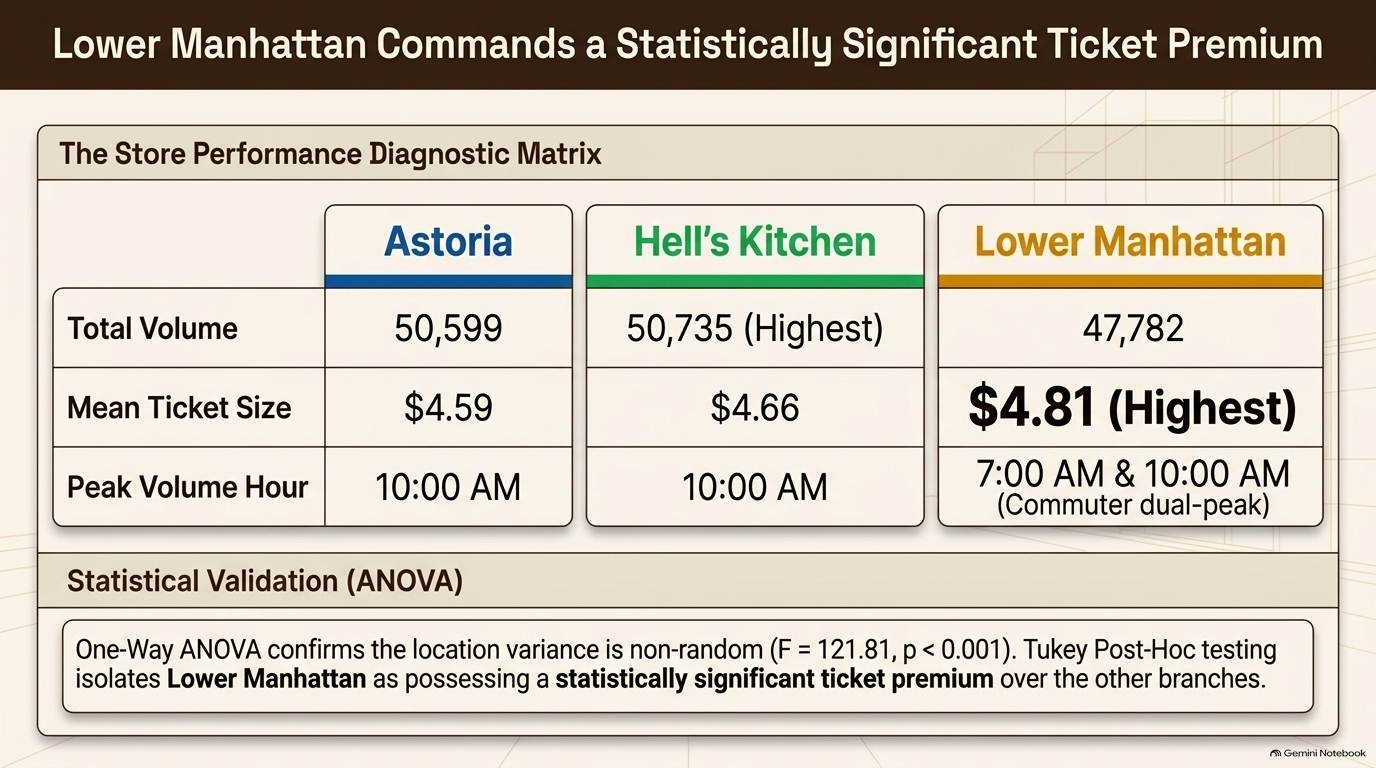 Lower Manhattan Commands a Statistically Significant Ticket Premium
The Store Performance Diagnostic Matrix
Astoria
Hell's Kitchen
Lower Manhattan
Total Volume
50,599
50,735 (Highest)
47,782
Mean Ticket Size
$4.59
$4.66
$4.81 (Highest)
Peak Volume Hour
10:00 AM
10:00 AM
7:00 AM & 10:00 AM
(Commuter dual-peak)
Statistical Validation (ANOVA)
One-Way ANOVA confirms the location variance is non-random (F = 121.81, p < 0.001). Tukey Post-Hoc testing
isolates Lower Manhattan as possessing a statistically significant ticket premium over the other branches.
Gemini Notebook